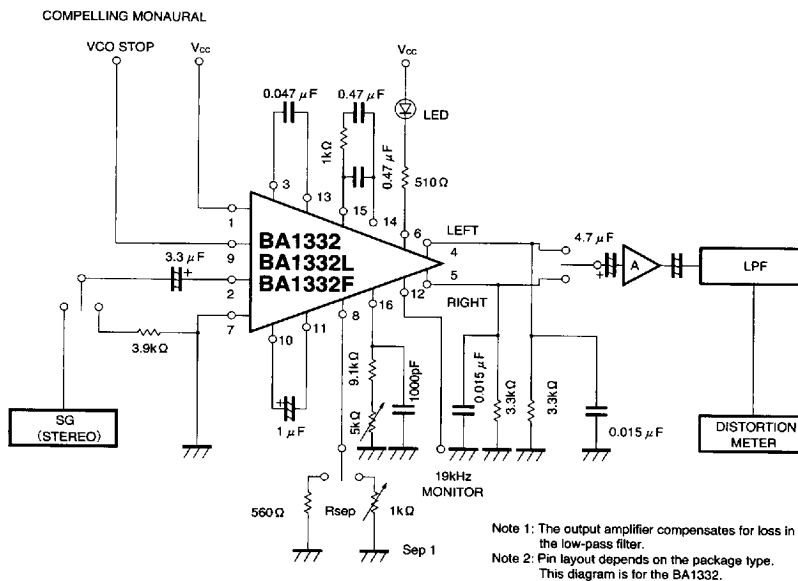 COMPELLING MONAURAL
VCO STOP
Vcc
Vcc
0.047 μF
0.47 μF
LED
1kΩ
0.47 μF
510Ω
3
13
15
14
6
1
BA1332
BA1332L
BA1332F
9
2
7
3.3 μF
+
LEFT
4
5
RIGHT
12
16
8
11
10
4.7 μF
+
A
LPF
3.9kΩ
+
1 μF
9.1kΩ
5kΩ
1000pF
0.015 μF
3.3kΩ
3.3kΩ
0.015 μF
SG
(STEREO)
DISTORTION
METER
19kHz
MONITOR
560Ω
Rsep
1kΩ
Sep 1
Note 1: The output amplifier compensates for loss in
the low-pass filter.
Note 2: Pin layout depends on the package type.
This diagram is for the BA1332.